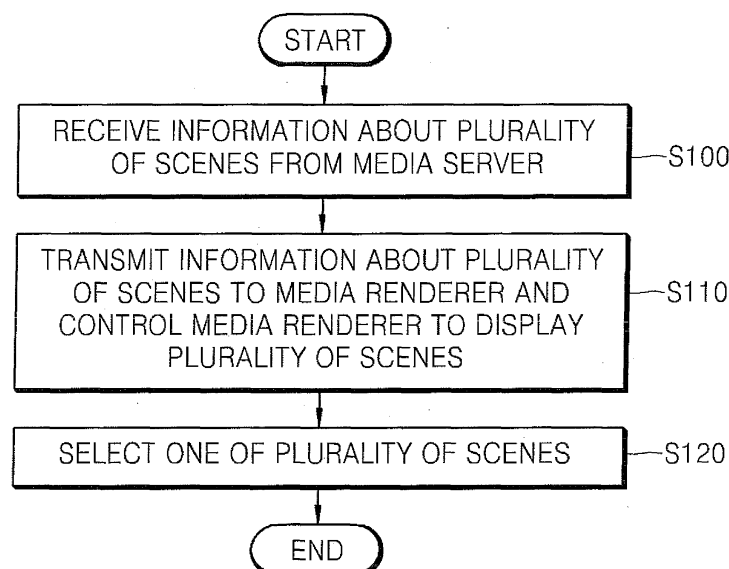 START
RECEIVE INFORMATION ABOUT PLURALITY
OF SCENES FROM MEDIA SERVER
S100
TRANSMIT INFORMATION ABOUT PLURALITY
OF SCENES TO MEDIA RENDERER AND
CONTROL MEDIA RENDERER TO DISPLAY
PLURALITY OF SCENES
S110
SELECT ONE OF PLURALITY OF SCENES
S120
END